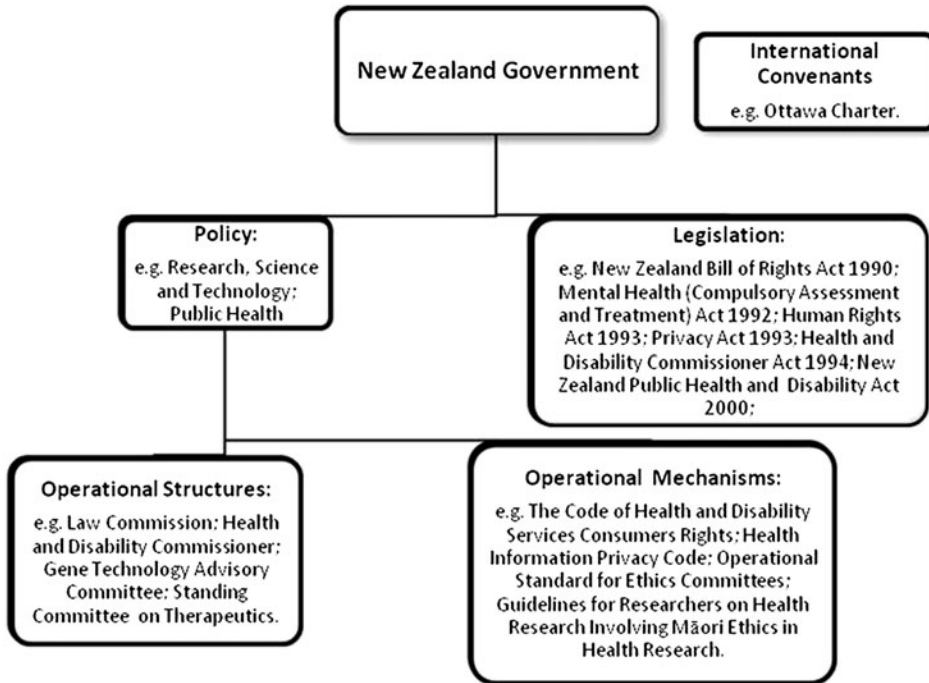 New Zealand Government
International
Convenants
e.g. Ottawa Charter.
Policy:
e.g. Research, Science
and Technology;
Public Health
Legislation:
e.g. New Zealand Bill of Rights Act 1990;
Mental Health (Compulsory Assessment
and Treatment) Act 1992; Human Rights
Act 1993; Privacy Act 1993; Health and
Disability Commissioner Act 1994; New
Zealand Public Health and Disability Act
2000;
Operational Structures:
e.g. Law Commission; Health
and Disability Commissioner;
Gene Technology Advisory
Committee; Standing
Committee on Therapeutics.
Operational Mechanisms:
e.g. The Code of Health and Disability
Services Consumers Rights; Health
Information Privacy Code; Operational
Standard for Ethics Committees;
Guidelines for Researchers on Health
Research Involving Māori Ethics in
Health Research.